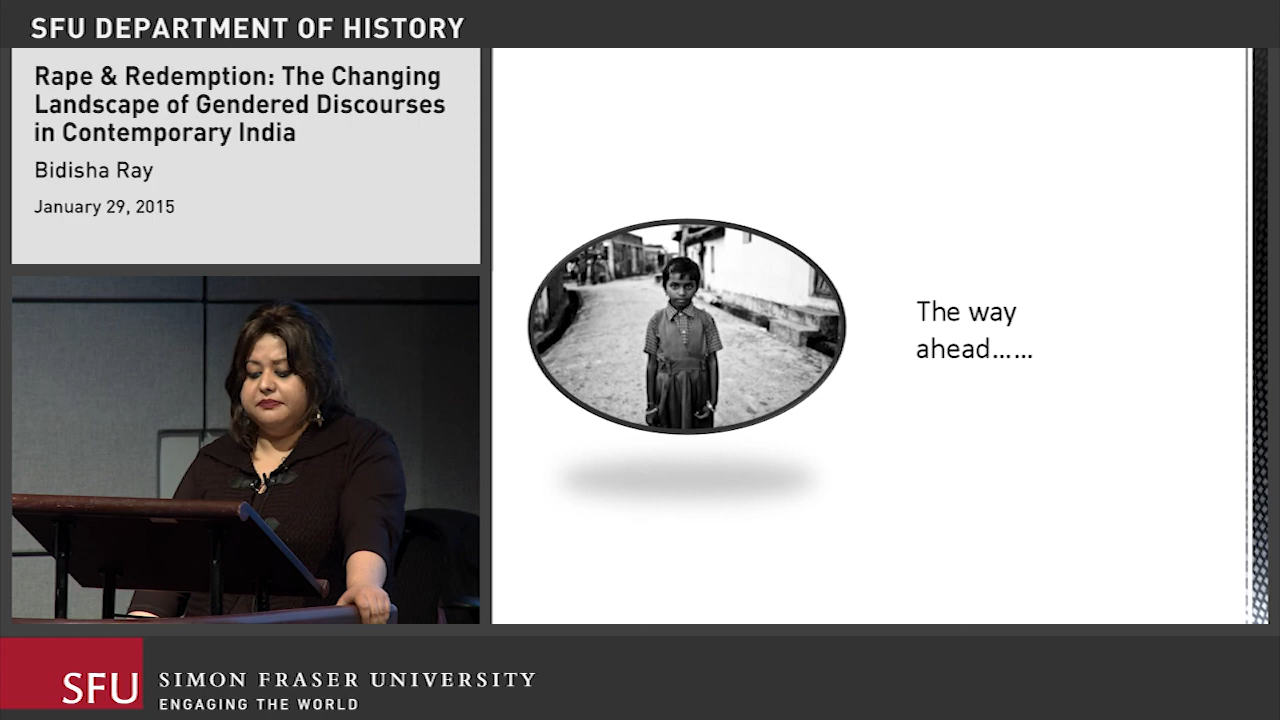 SFU DEPARTMENT OF HISTORY
Rape & Redemption: The Changing
Landscape of Gendered Discourses
in Contemporary India
Bidisha Ray
January 29, 2015
The way
ahead......
SFU
SIMON FRASER UNIVERSITY
ENGAGING THE WORLD